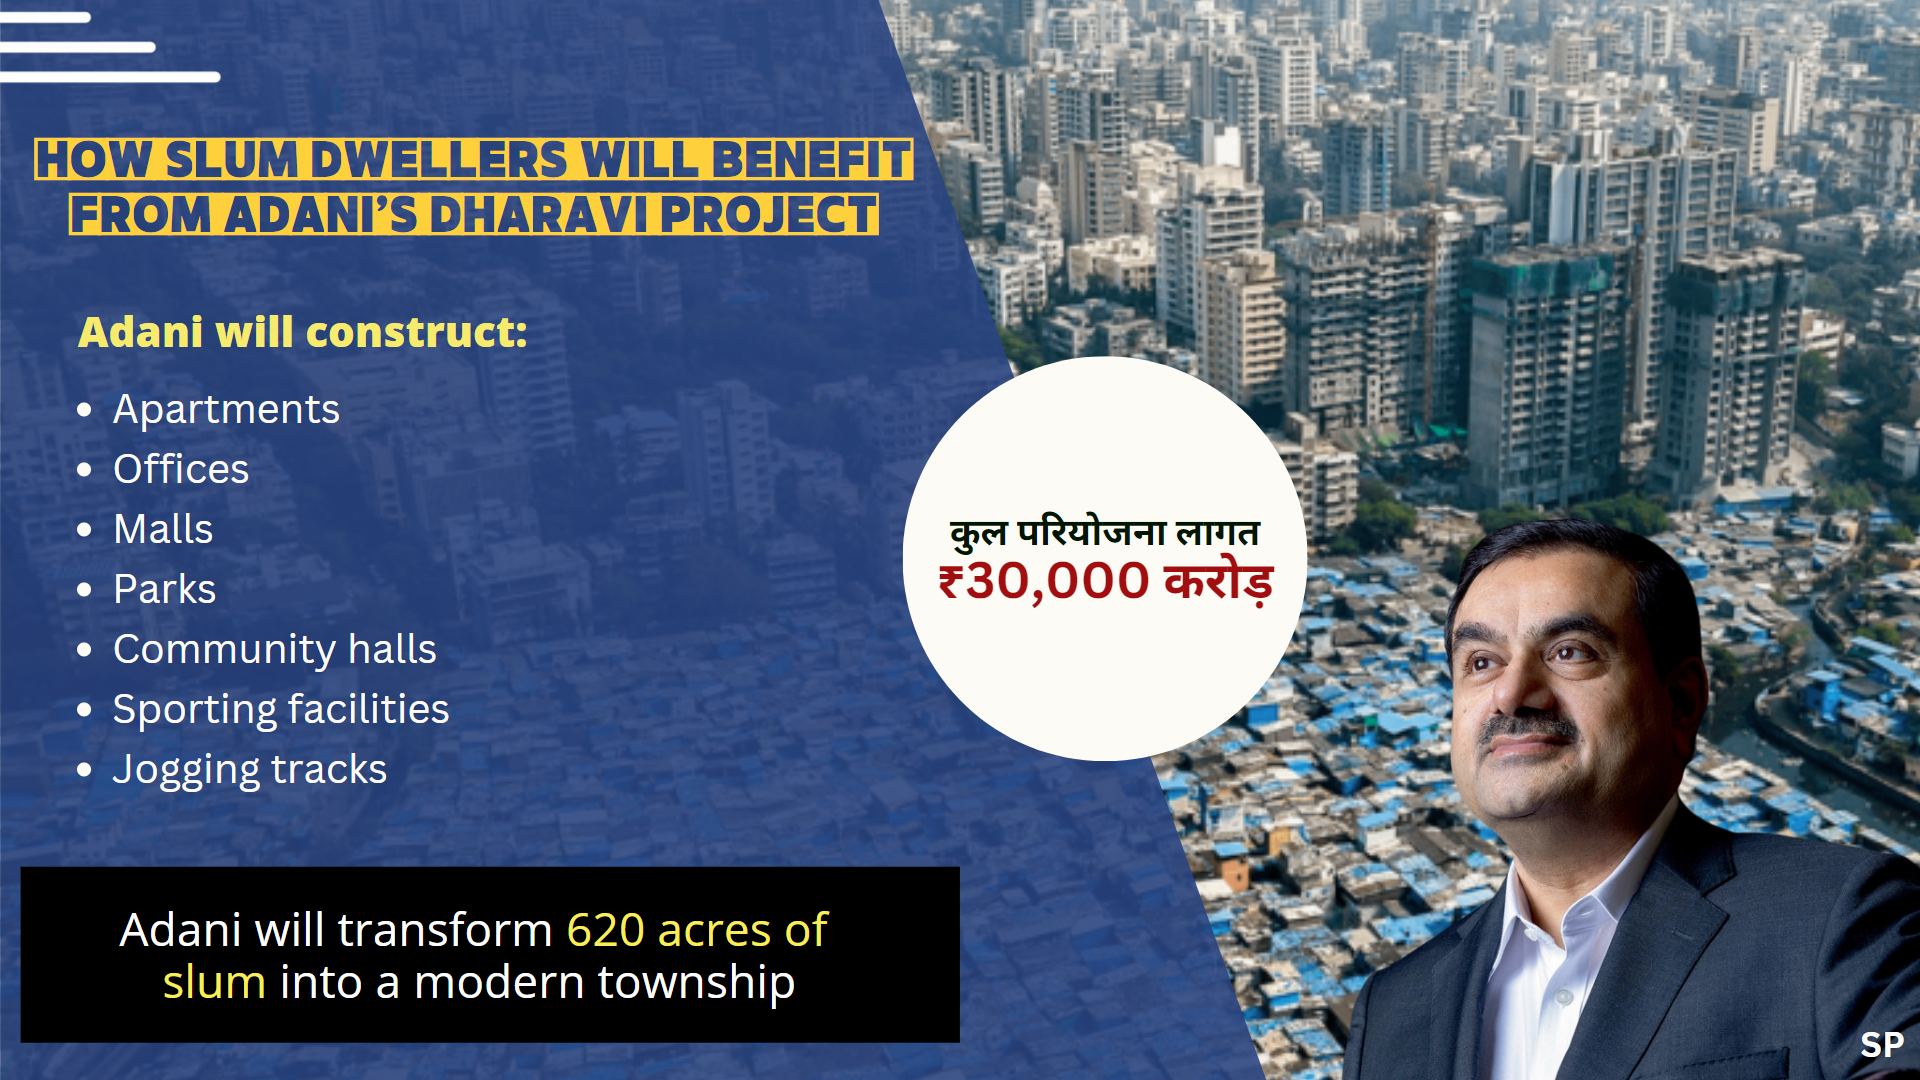 HOW SLUM DWELLERS WILL BENEFIT
FROM ADANI’S DHARAVI PROJECT
Adani will construct:
• Apartments
• Offices
• Malls
• Parks
• Community halls
• Sporting facilities
• Jogging tracks
कुल परियोजना लागत
₹30,000 करोड़
Adani will transform 620 acres of
slum into a modern township
SP